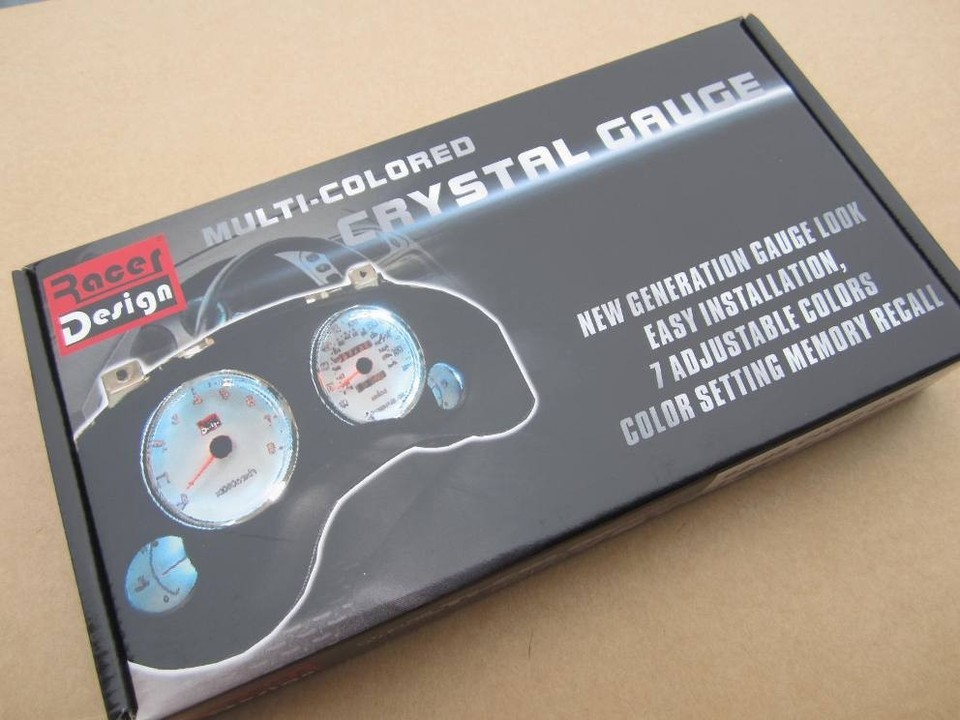 MULTI-COLORED
CRYSTAL GAUGE
Racer
Design
NEW GENERATION GAUGE LOOK
EASY INSTALLATION,
7 ADJUSTABLE COLORS
COLOR SETTING MEMORY RECALL